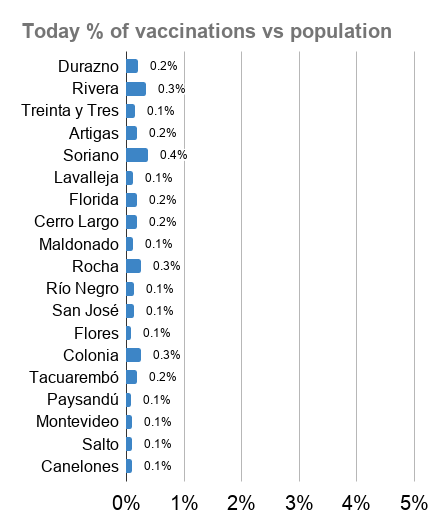 Today % of vaccinations vs population
Durazno 0.2%
Rivera 0.3%
Treinta y Tres 0.1%
Artigas 0.2%
Soriano 0.4%
Lavalleja 0.1%
Florida 0.2%
Cerro Largo 0.2%
Maldonado 0.1%
Rocha 0.3%
Río Negro 0.1%
San José 0.1%
Flores 0.1%
Colonia 0.3%
Tacuarembó 0.2%
Paysandú 0.1%
Montevideo 0.1%
Salto 0.1%
Canelones 0.1%
0% 1% 2% 3% 4% 5%